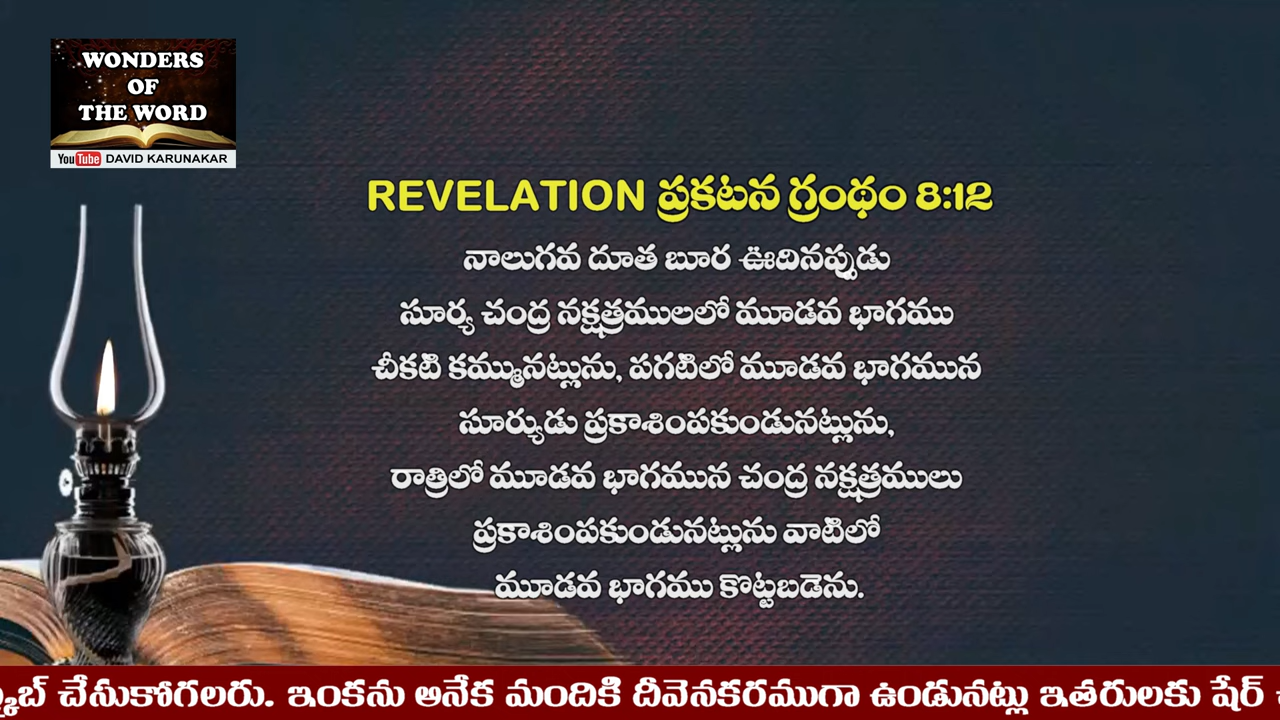 WONDERS
OF
THE WORD
YouTube DAVID KARUNAKAR
REVELATION ప్రకటన గ్రంథం 8:12
నాలుగవ దూత బూర ఊదినప్పుడు
సూర్య చంద్ర నక్షత్రములలో మూడవ భాగము
చీకటి కమ్మునట్లును, పగటిలో మూడవ భాగమున
సూర్యుడు ప్రకాశింపకుండునట్లును,
రాత్రిలో మూడవ భాగమున చంద్ర నక్షత్రములు
ప్రకాశింపకుండునట్లును వాటిలో
మూడవ భాగము కొట్టబడెను.
చేసుకోగలరు. ఇంకను అనేక మందికి దీవెనకరముగా ఉండునట్లు ఇతరులకు షేర్